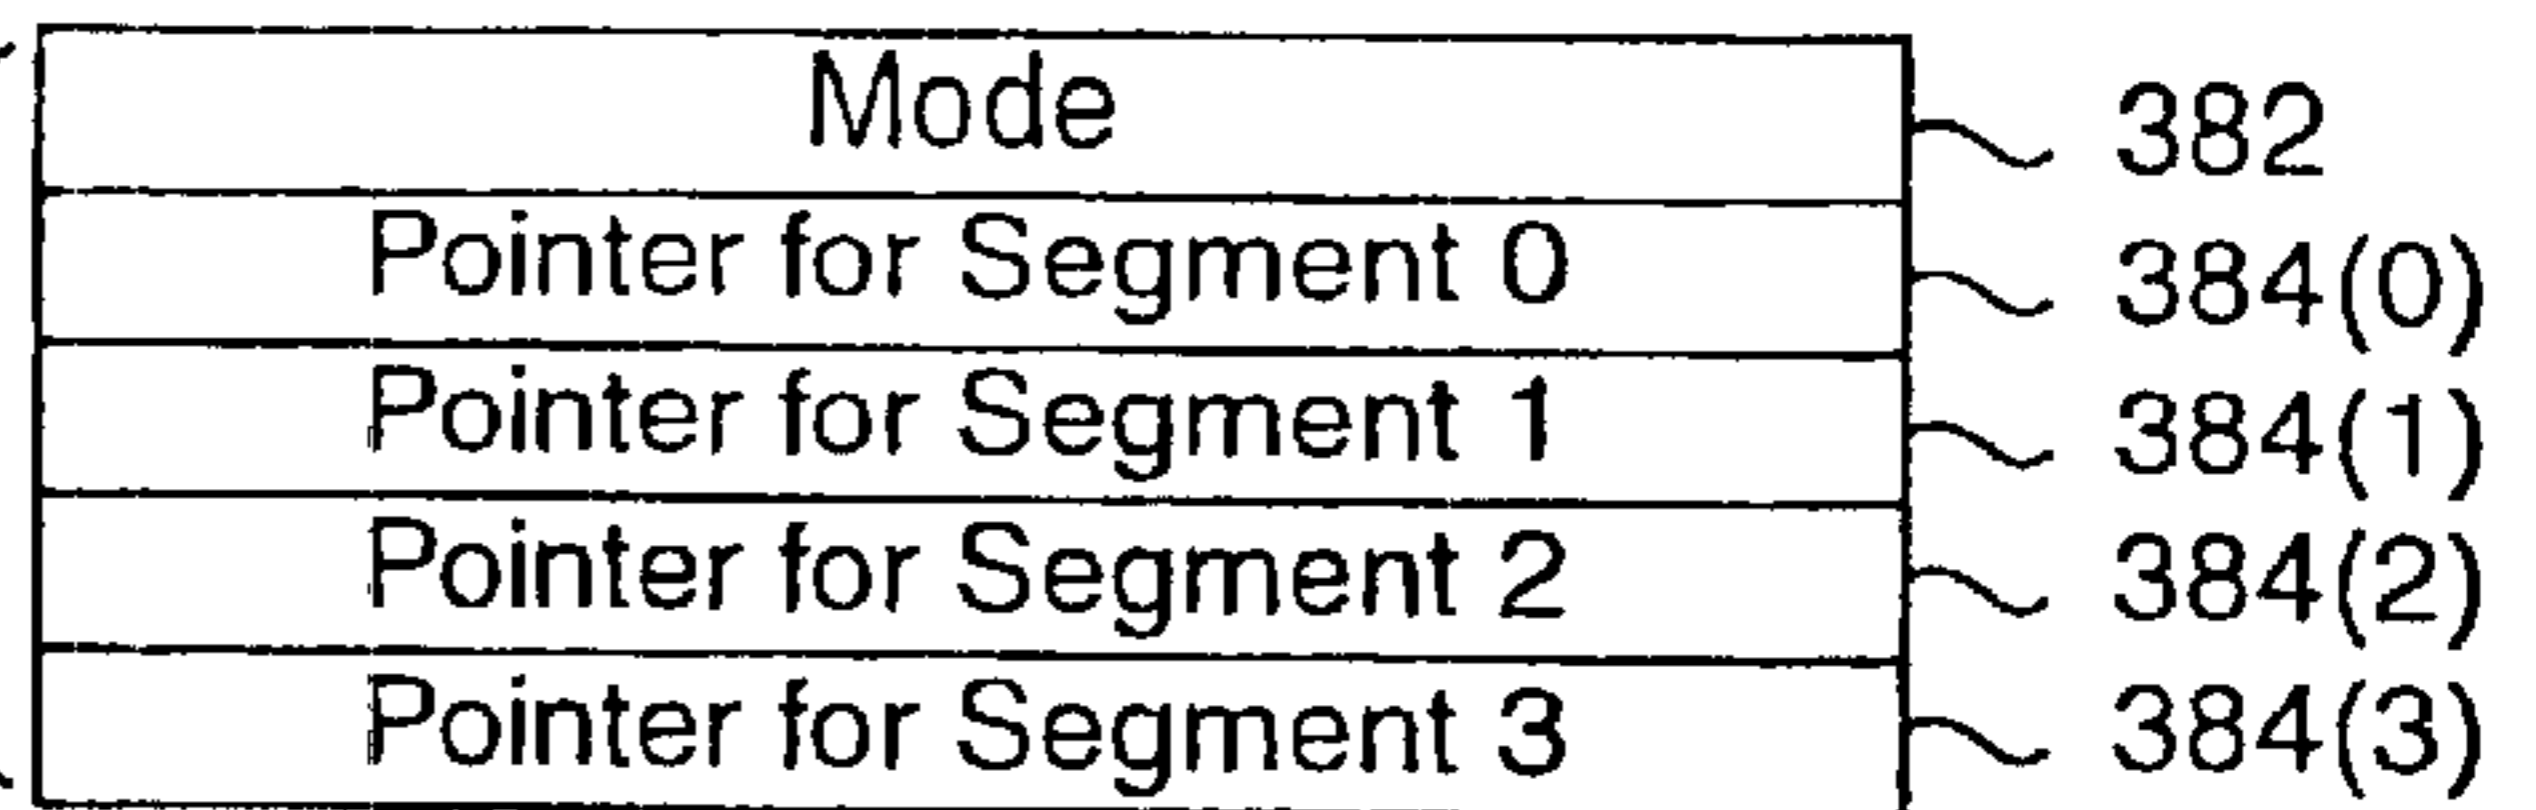 Mode 382
Pointer for Segment 0 384(0)
Pointer for Segment 1 384(1)
Pointer for Segment 2 384(2)
Pointer for Segment 3 384(3)